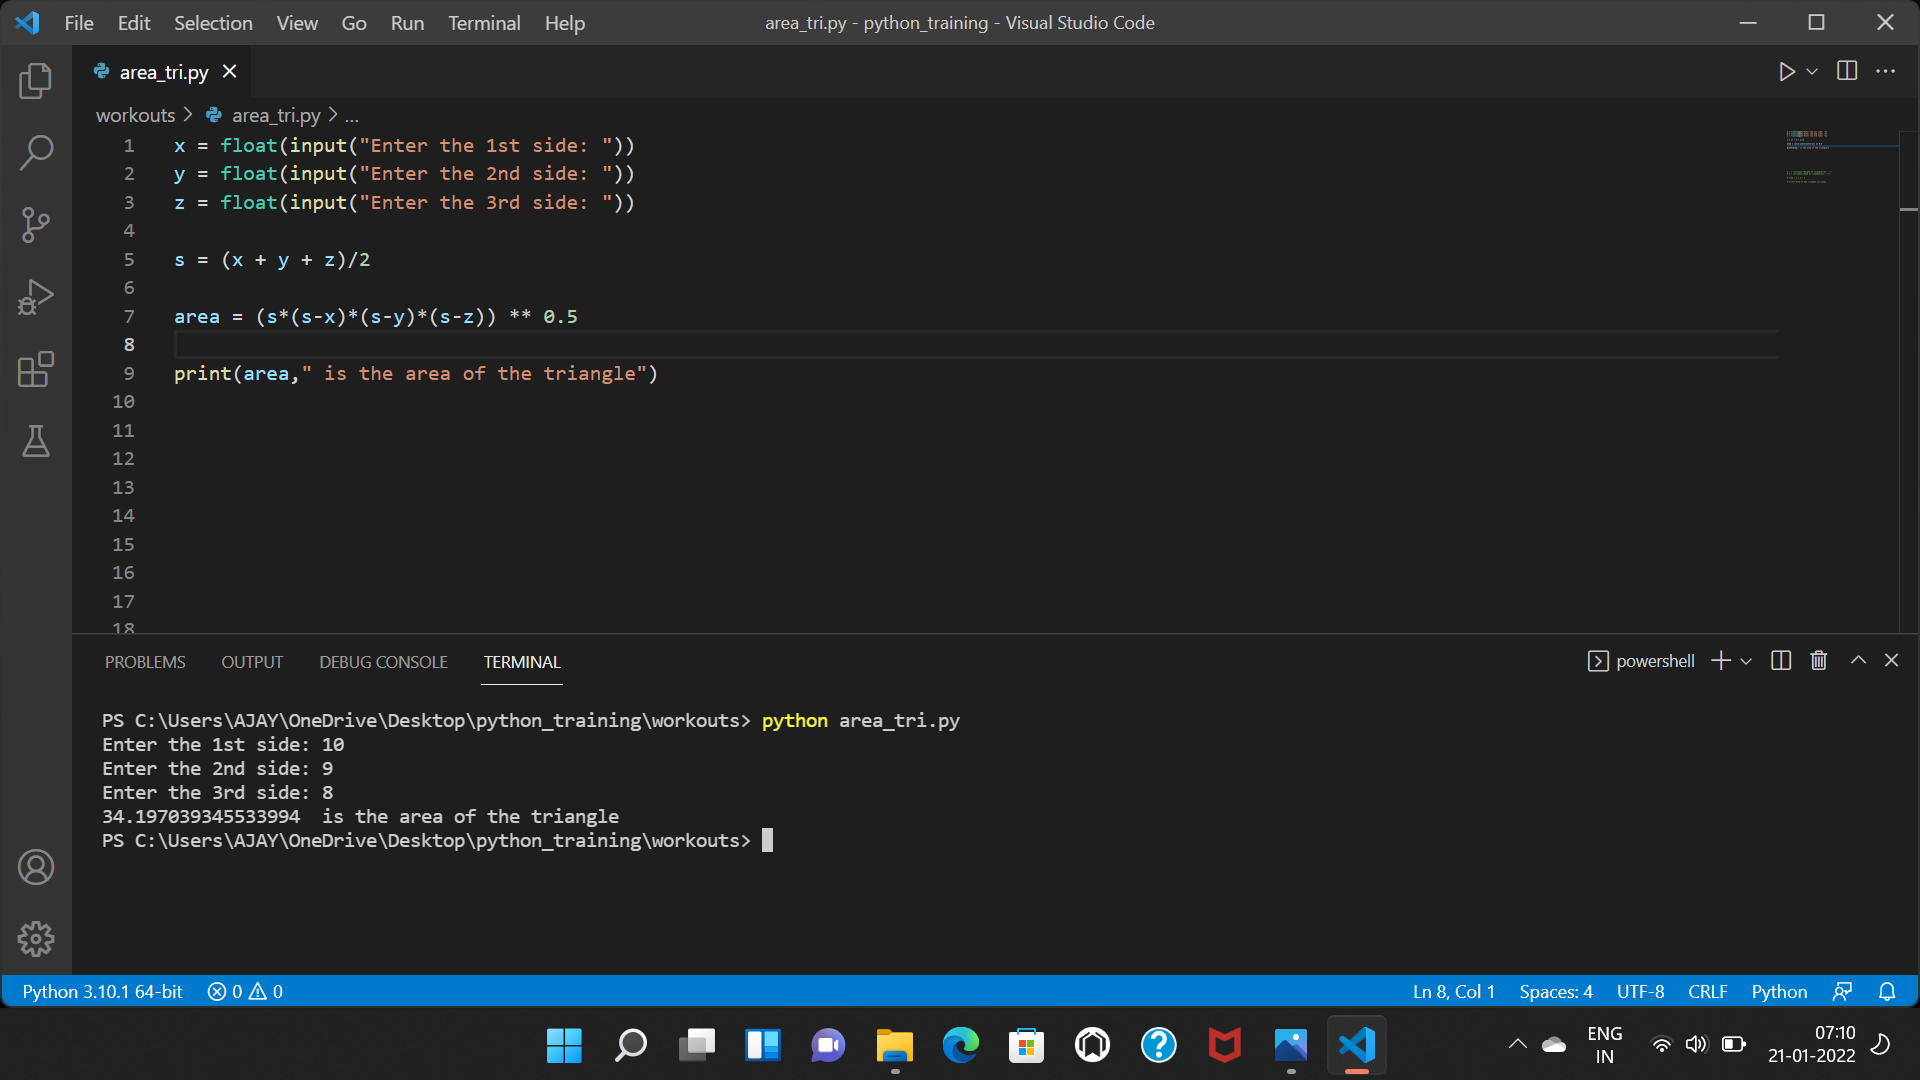 File Edit Selection View Go Run Terminal Help area_tri.py - python_training - Visual Studio Code
area_tri.py
workouts > area_tri.py > ...
1 x = float(input("Enter the 1st side: "))
2 y = float(input("Enter the 2nd side: "))
3 z = float(input("Enter the 3rd side: "))
4
5 s = (x + y + z)/2
6
7 area = (s*(s-x)*(s-y)*(s-z)) ** 0.5
8
9 print(area," is the area of the triangle")
10
11
12
13
14
15
16
17
18
PROBLEMS OUTPUT DEBUG CONSOLE TERMINAL powershell
PS C:\Users\AJAY\OneDrive\Desktop\python_training\workouts> python area_tri.py
Enter the 1st side: 10
Enter the 2nd side: 9
Enter the 3rd side: 8
34.197039345533994  is the area of the triangle
PS C:\Users\AJAY\OneDrive\Desktop\python_training\workouts>
Python 3.10.1 64-bit 0 0 Ln 8, Col 1 Spaces: 4 UTF-8 CRLF Python
ENG 07:10
IN 21-01-2022